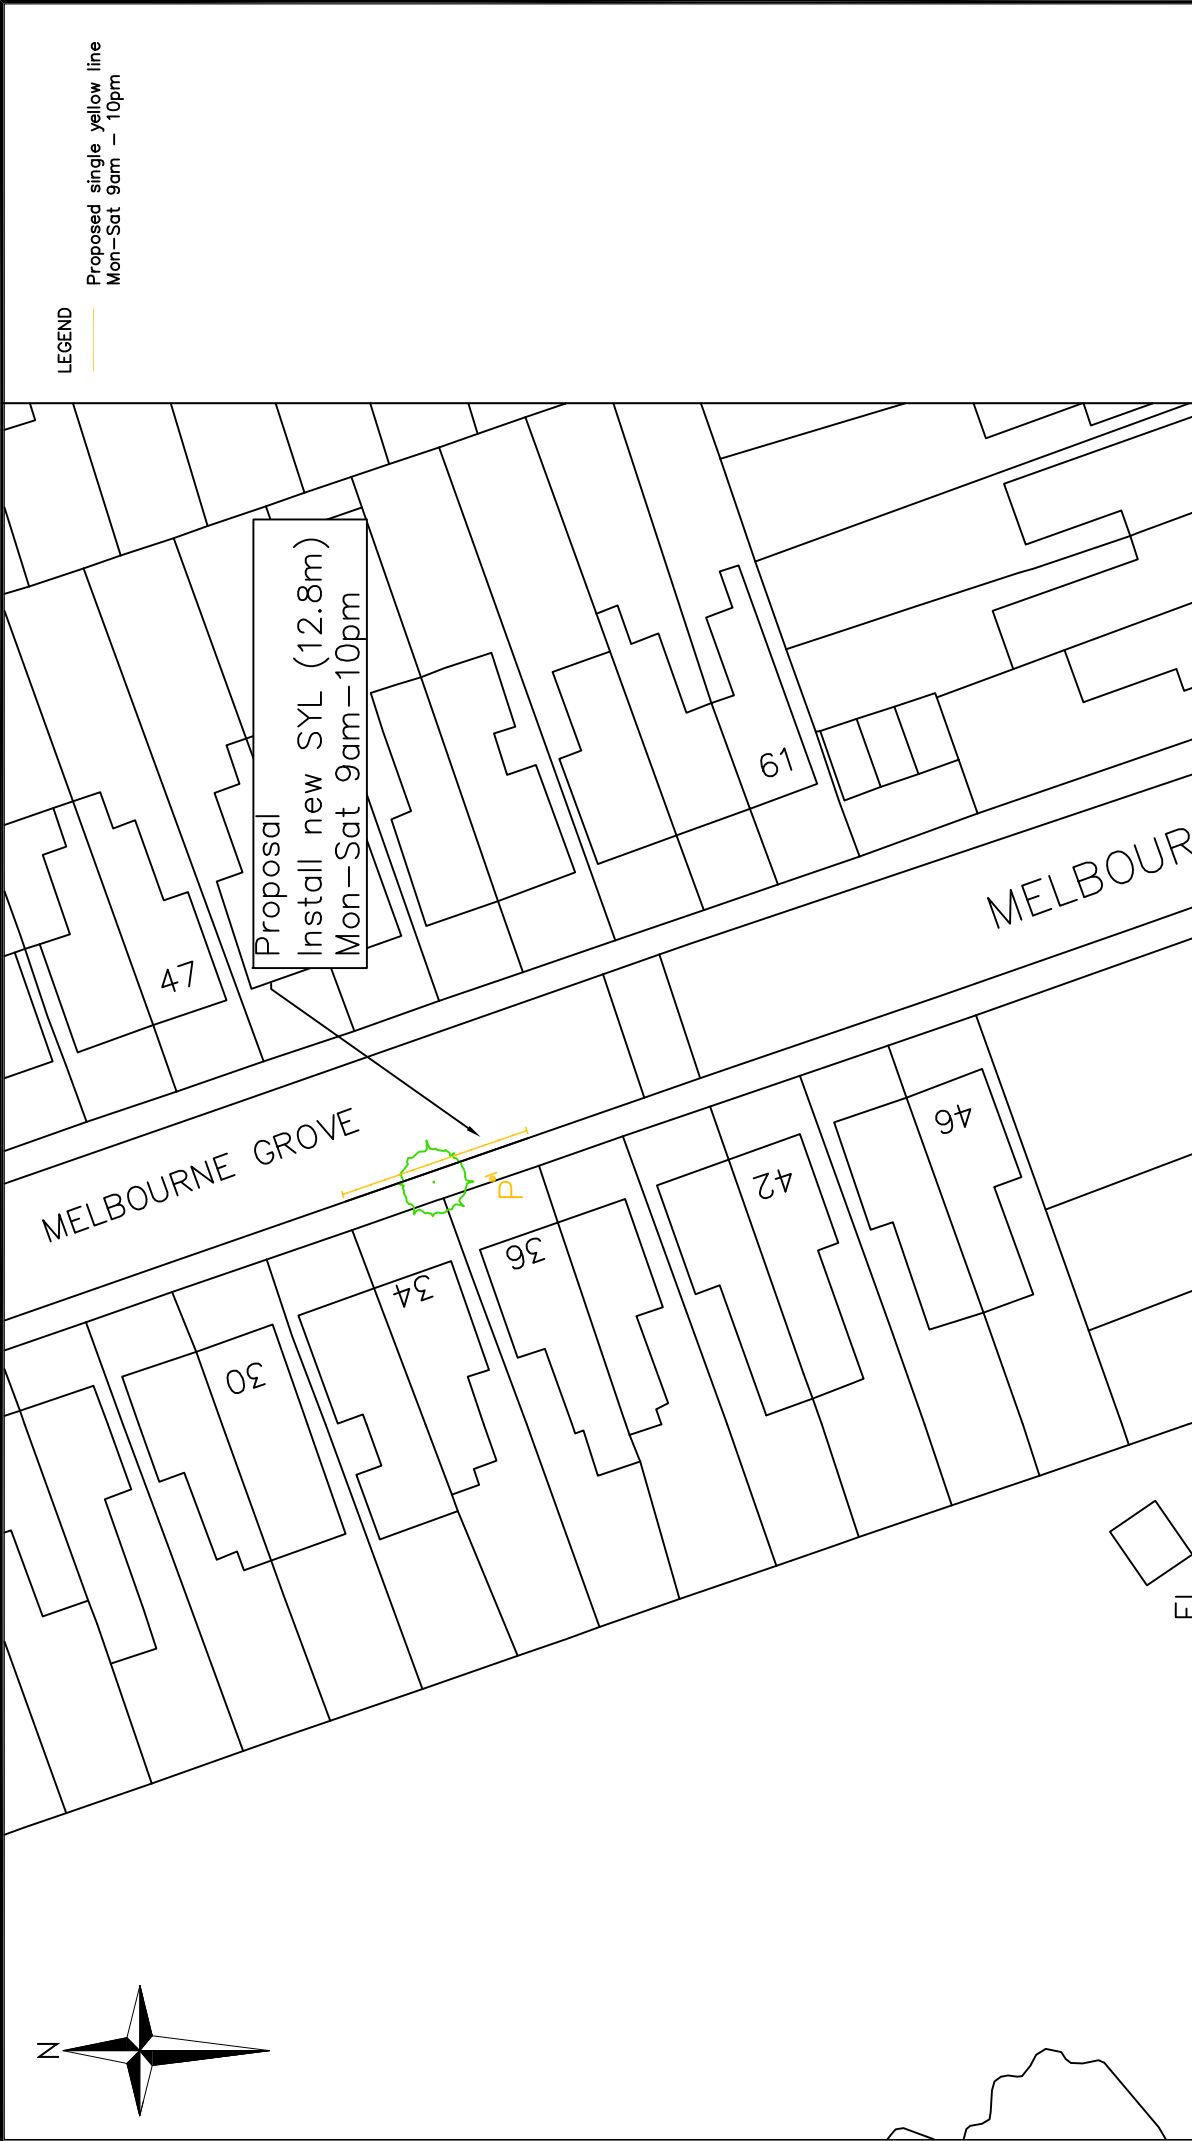 LEGEND
Proposed single yellow line
Mon-Sat 9am - 10pm
Proposal
Install new SYL (12.8m)
Mon-Sat 9am-10pm
47
61
MELBOURNE GROVE
MELBOUR
P
30
34
36
42
46
N
El